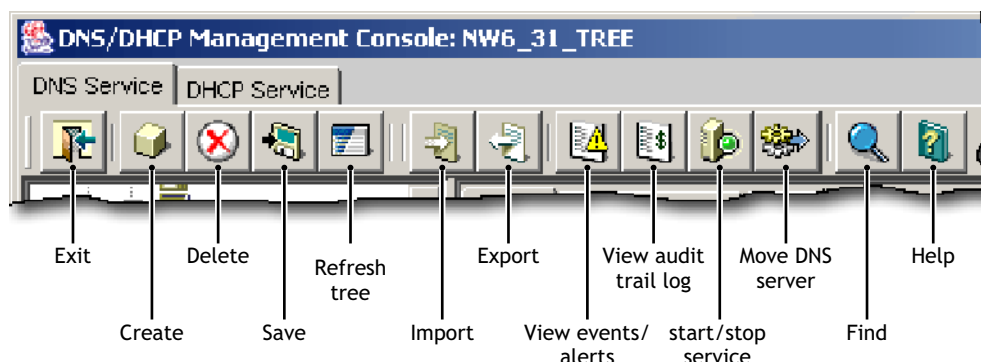 DNS/DHCP Management Console: NW6_31_TREE
DNS Service
DHCP Service
Exit
Delete
Refresh
tree
Export
View audit
trail log
Move DNS
server
Help
Create
Save
Import
View events/
alerts
start/stop
service
Find